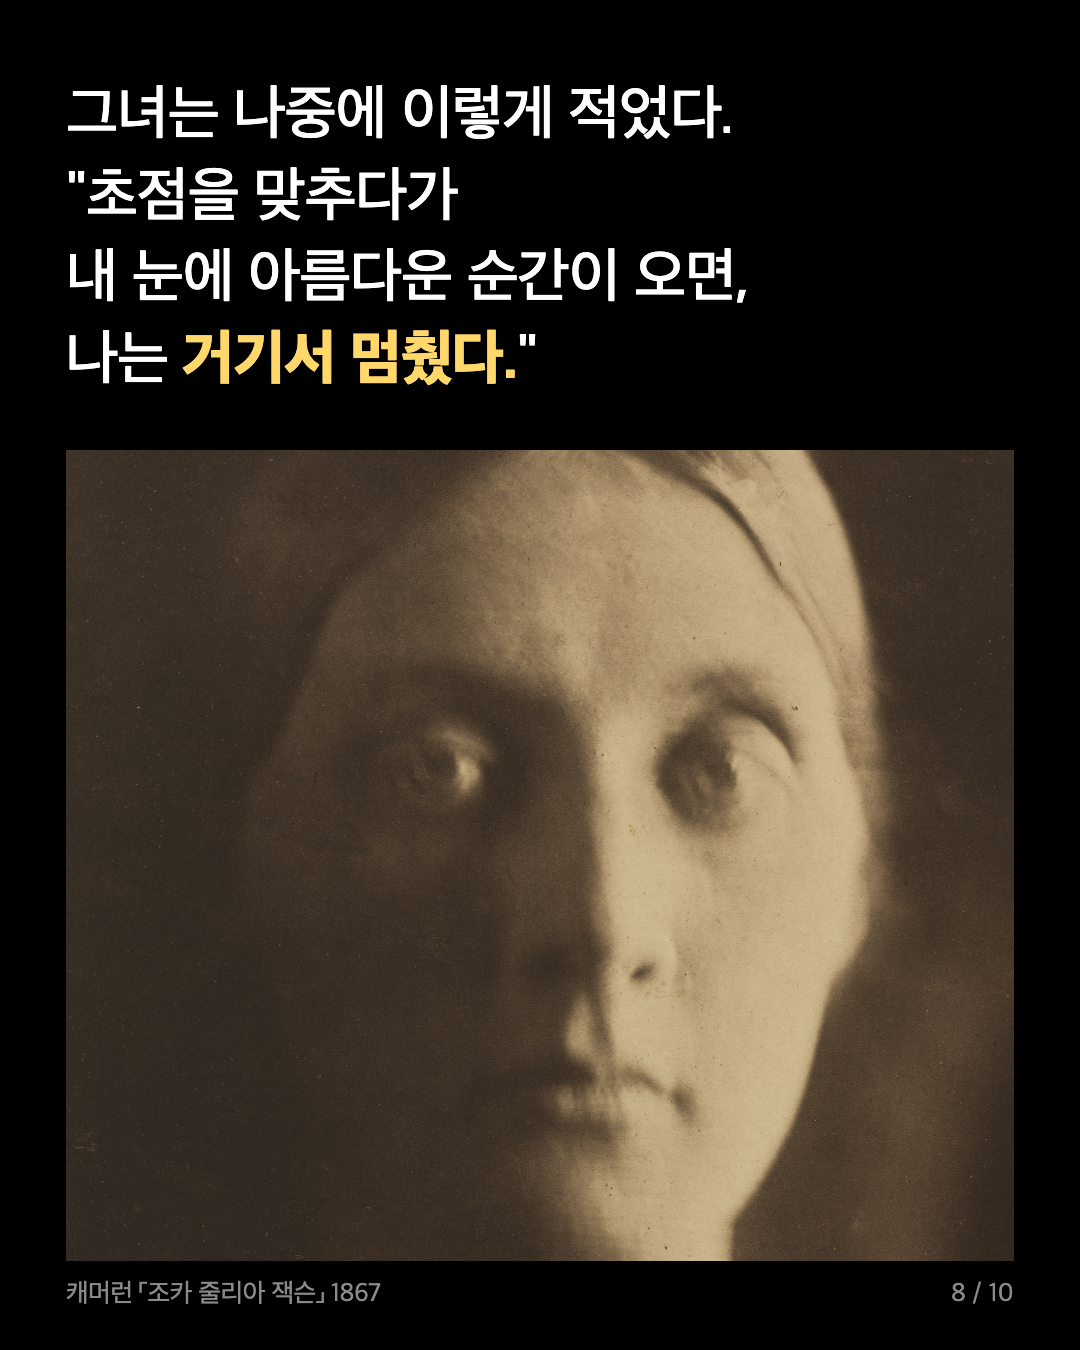 그녀는 나중에 이렇게 적었다.
"초점을 맞추다가
내 눈에 아름다운 순간이 오면,
나는 거기서 멈췄다."
캐머런 「조카 줄리아 잭슨」 1867
8 / 10